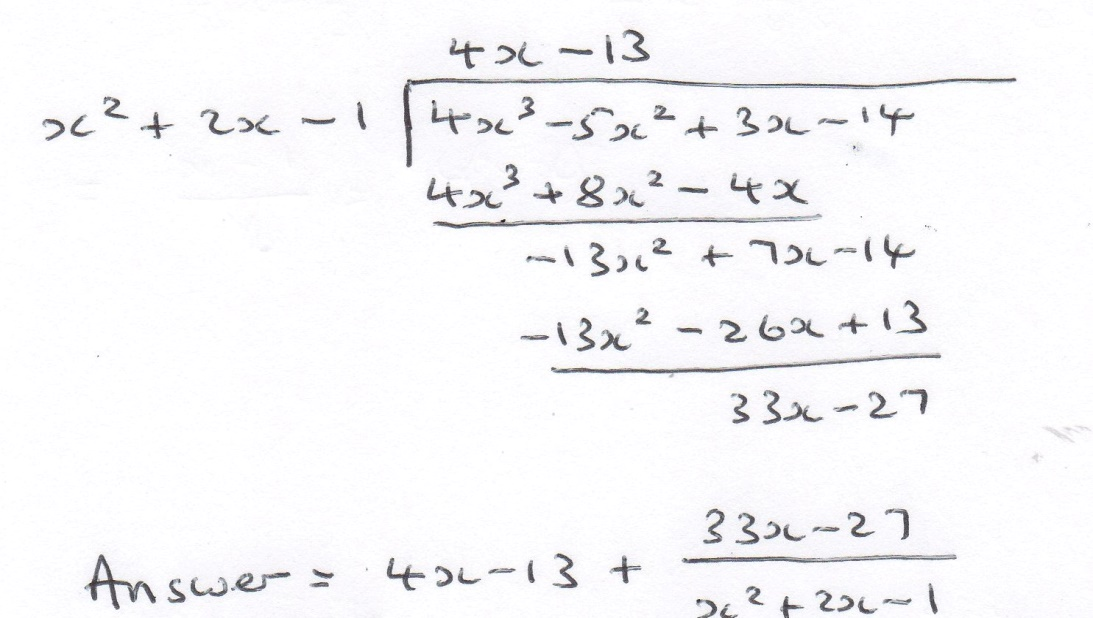 4x - 13
x² + 2x - 1 4x³ - 5x² + 3x - 14
4x³ + 8x² - 4x
-13x² + 7x - 14
-13x² - 26x + 13
33x - 27
33x - 27
Answer = 4x - 13 +
x² + 2x - 1